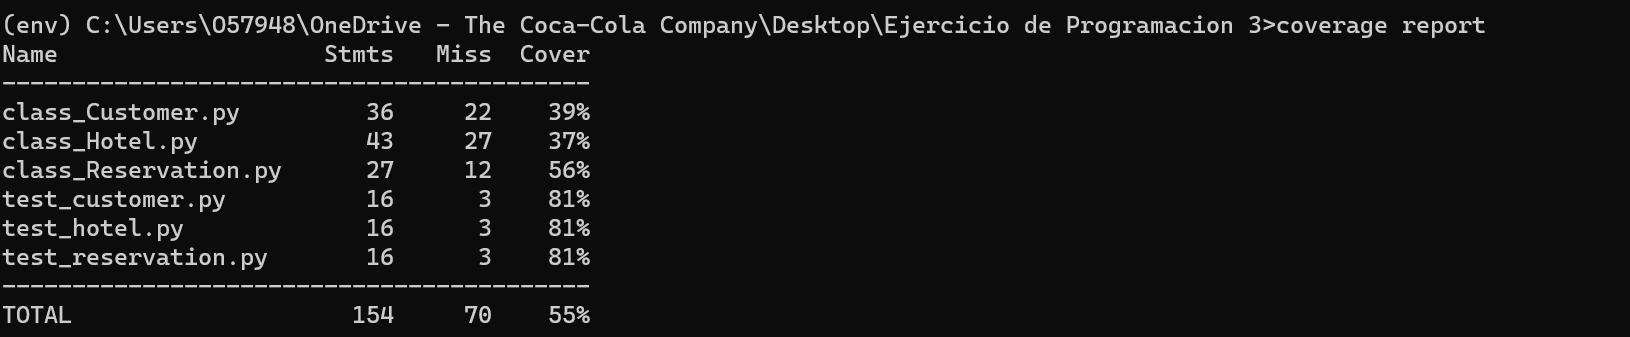 (env) C:\Users\O57948\OneDrive - The Coca-Cola Company\Desktop\Ejercicio de Programacion 3>coverage report
Name                   Stmts   Miss  Cover
------------------------------------------
class_Customer.py         36     22    39%
class_Hotel.py            43     27    37%
class_Reservation.py      27     12    56%
test_customer.py          16      3    81%
test_hotel.py             16      3    81%
test_reservation.py       16      3    81%
------------------------------------------
TOTAL                    154     70    55%